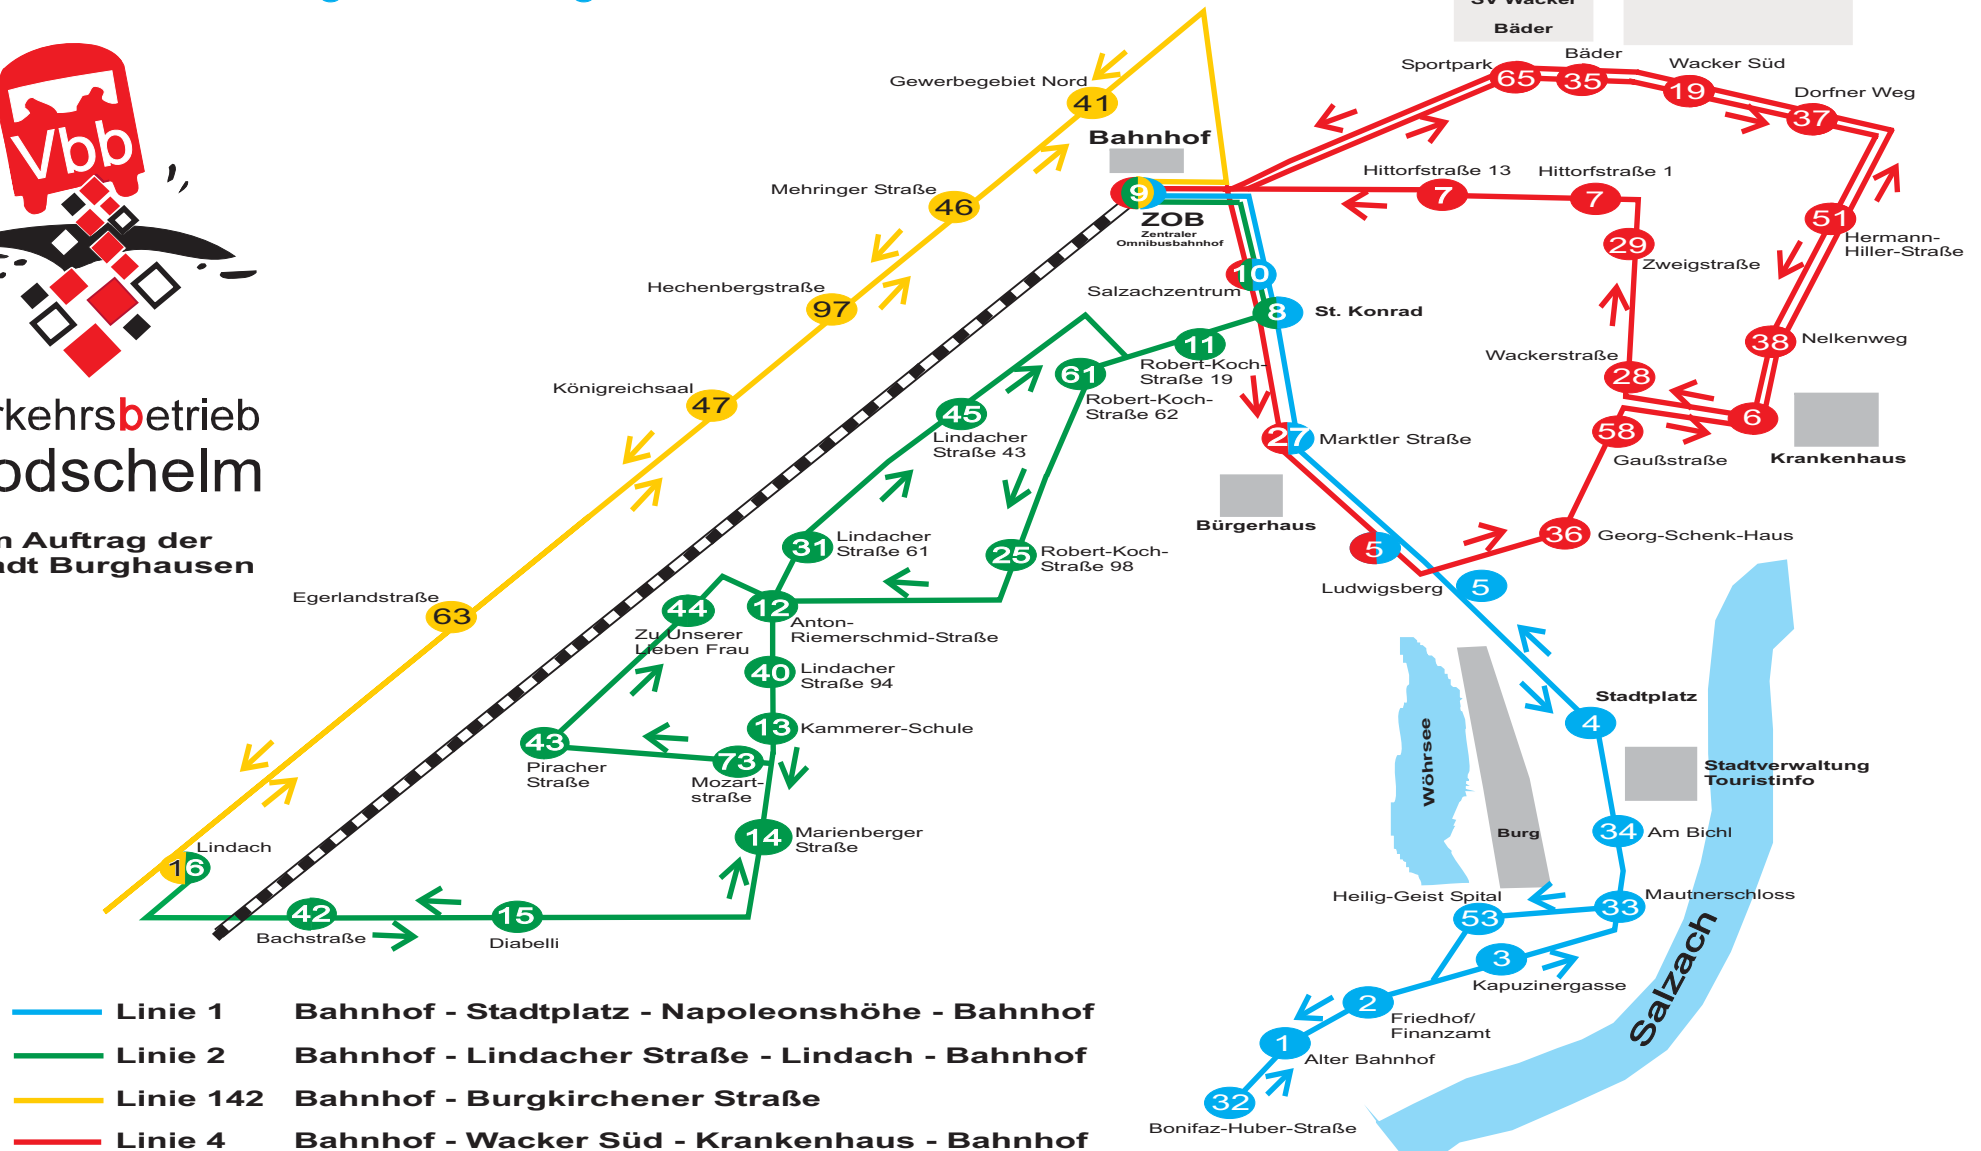 Bäder
Sportpark
65
Bäder
35
Wacker Süd
19
Dorfner Weg
37
Gewerbegebiet Nord
41
Bahnhof
9
ZOB
Zentraler
Omnibusbahnhof
Hittorfstraße 13
7
Hittorfstraße 1
7
29
Zweigstraße
51
Hermann-
Hiller-Straße
Vbb
Mehringer Straße
46
Hechenbergstraße
97
10
Salzachzentrum
8
St. Konrad
11
Robert-Koch-
Straße 19
61
Robert-Koch-
Straße 62
Wackerstraße
28
38
Nelkenweg
6
Krankenhaus
58
Gaußstraße
Königreichsaal
47
45
Lindacher
Straße 43
27
Marktler Straße
Bürgerhaus
rkehrsbetrieb
odschelm
n Auftrag der
adt Burghausen
31
Lindacher
Straße 61
25
Robert-Koch-
Straße 98
5
Ludwigsberg
5
36
Georg-Schenk-Haus
Egerlandstraße
63
44
Zu Unserer
Lieben Frau
12
Anton-
Riemerschmid-Straße
40
Lindacher
Straße 94
13
Kammerer-Schule
43
Piracher
Straße
73
Mozart-
straße
14
Marienberger
Straße
Stadtplatz
4
Wöhrsee
Burg
Stadtverwaltung
Touristinfo
34
Am Bichl
Lindach
16
42
Bachstraße
15
Diabelli
Heilig-Geist Spital
53
33
Mautnerschloss
3
Kapuzinergasse
2
Friedhof/
Finanzamt
1
Alter Bahnhof
32
Bonifaz-Huber-Straße
Salzach
Linie 1 Bahnhof - Stadtplatz - Napoleonshöhe - Bahnhof
Linie 2 Bahnhof - Lindacher Straße - Lindach - Bahnhof
Linie 142 Bahnhof - Burgkirchener Straße
Linie 4 Bahnhof - Wacker Süd - Krankenhaus - Bahnhof